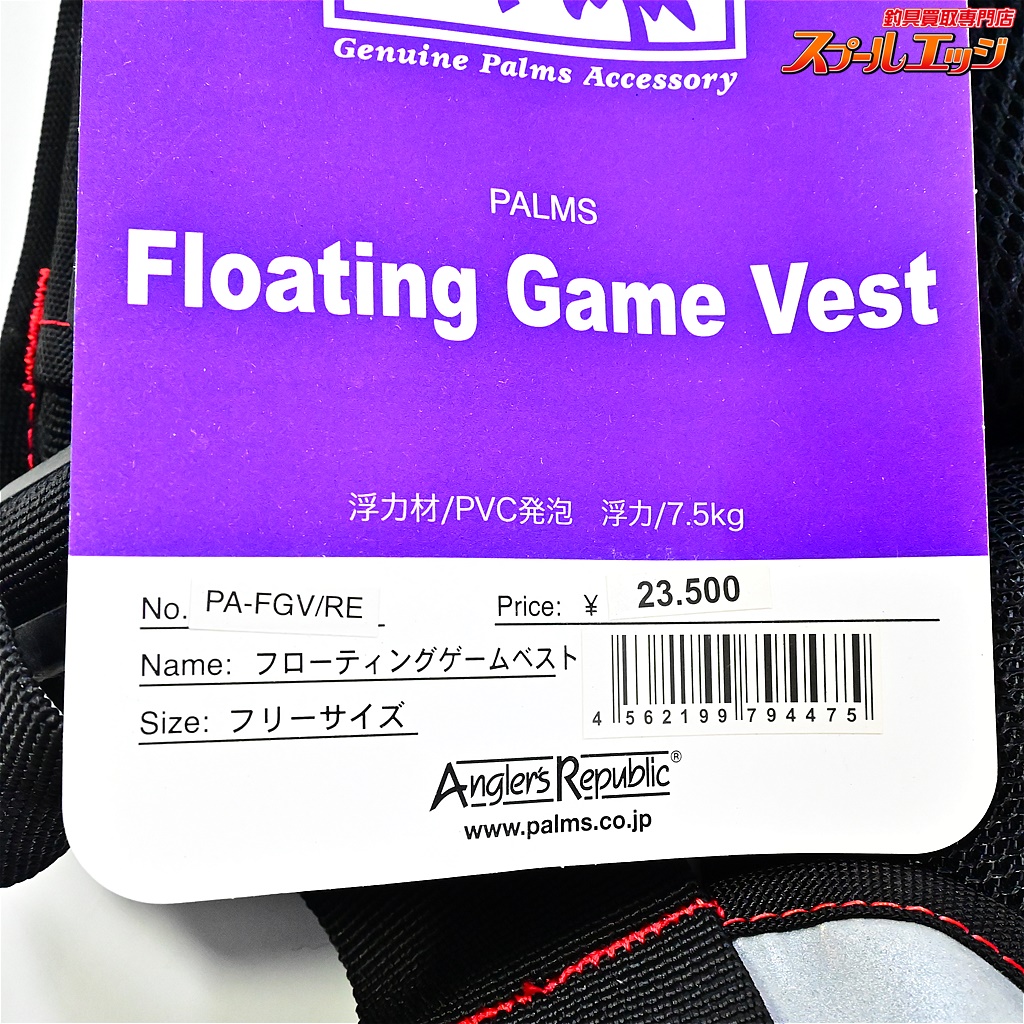 釣具買取専門店
スプールエッジ
Genuine Palms Accessory
PALMS
Floating Game Vest
浮力材/PVC発泡 浮力/7.5kg
No. PA-FGV/RE
Price: ¥ 23.500
Name: フローティングゲームベスト
Size: フリーサイズ
4 562199 794475
Angler's Republic®
www.palms.co.jp